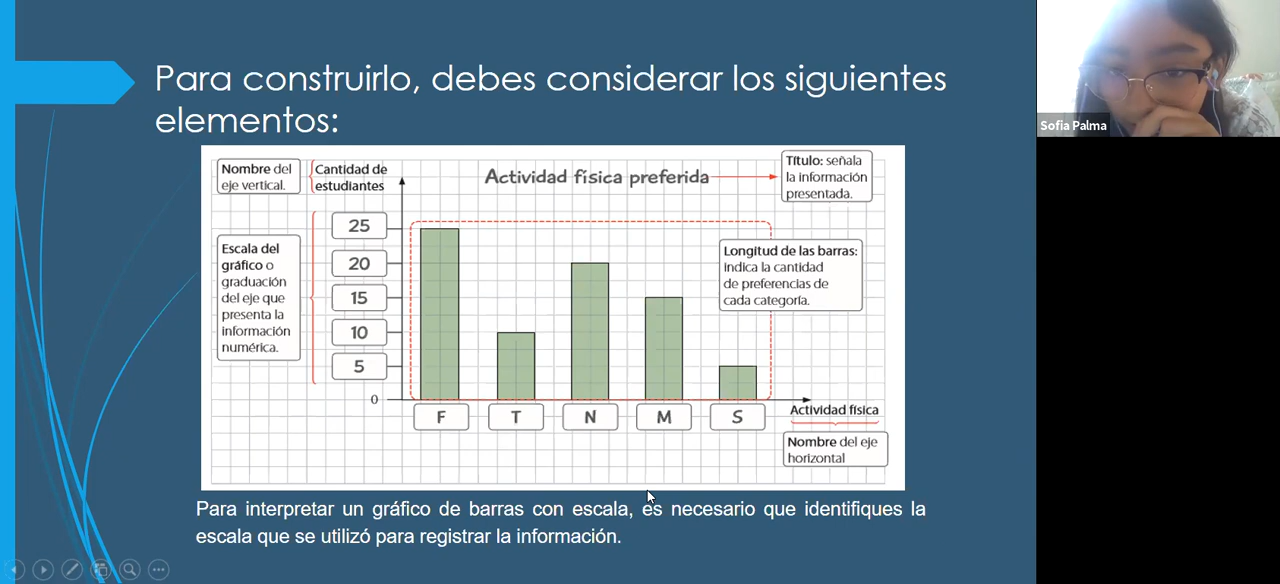 Para construirlo, debes considerar los siguientes
elementos:
Sofia Palma
Nombre del
eje vertical.
Cantidad de
estudiantes
Actividad física preferida
Título: señala
la información
presentada.
Escala del
gráfico o
graduación
del eje que
presenta la
información
numérica.
25
20
15
10
5
0
Longitud de las barras:
indica la cantidad
de preferencias de
cada categoría.
F
T
N
M
S
Actividad física
Nombre del eje
horizontal
Para interpretar un gráfico de barras con escala, es necesario que identifiques la
escala que se utilizó para registrar la información.